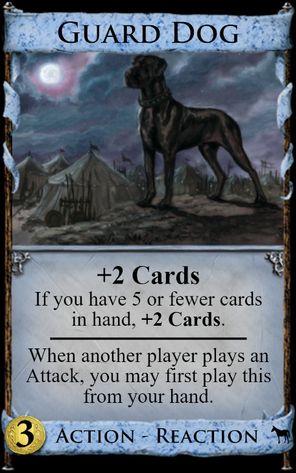 GUARD DOG
+2 Cards
If you have 5 or fewer cards
in hand, +2 Cards.
When another player plays an
Attack, you may first play this
from your hand.
3 ACTION - REACTION